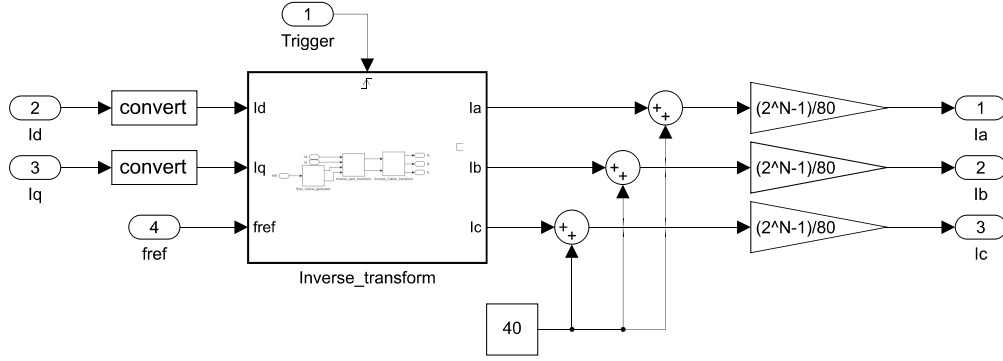 1
Trigger
2
Id
convert
Id
Ia
+
+
(2^N-1)/80
1
Ia
3
Iq
convert
Iq
Ib
+
+
(2^N-1)/80
2
Ib
4
fref
fref
Ic
+
+
(2^N-1)/80
3
Ic
Inverse_transform
40